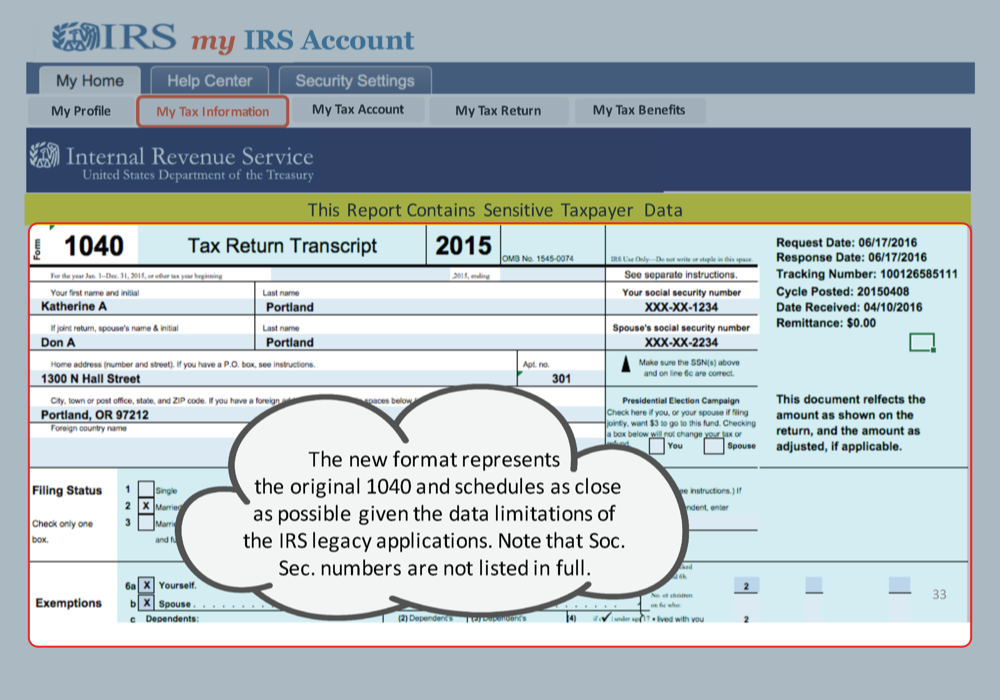 IRS my IRS Account
My Home Help Center Security Settings
My Profile My Tax Information My Tax Account My Tax Return My Tax Benefits
Internal Revenue Service
United States Department of the Treasury
This Report Contains Sensitive Taxpayer Data
Form 1040 Tax Return Transcript 2015 OMB No. 1545-0074 IRS Use Only—Do not write or staple in this space.
For the year Jan. 1–Dec. 31, 2015, or other tax year beginning 2015, ending See separate instructions.
Your first name and initial Last name Your social security number
Katherine A Portland XXX-XX-1234
If joint return, spouse's name & initial Last name Spouse's social security number
Don A Portland XXX-XX-2234
Home address (number and street). If you have a P.O. box, see instructions. Apt. no.
1300 N Hall Street 301
Make sure the SSN(s) above
and on line 6c are correct.
City, town or post office, state, and ZIP code. If you have a foreign spaces below
Portland, OR 97212
Foreign country name
Presidential Election Campaign
Check here if you, or your spouse if filing
jointly, want $3 to go to this fund. Checking
a box below will not change your tax or
refund. You Spouse
Request Date: 06/17/2016
Response Date: 06/17/2016
Tracking Number: 100126585111
Cycle Posted: 20150408
Date Received: 04/10/2016
Remittance: $0.00
This document relfects the
amount as shown on the
return, and the amount as
adjusted, if applicable.
The new format represents
the original 1040 and schedules as close
as possible given the data limitations of
the IRS legacy applications. Note that Soc.
Sec. numbers are not listed in full.
Filing Status 1 Single instructions.) If
2 X Married dent, enter
Check only one 3
box. and
Exemptions
6a X Yourself. 2
b X Spouse No. of children
on 6c who:
c Dependents: (2) Dependent's (3) Dependent's (4) if ✓ under • lived with you 2
33